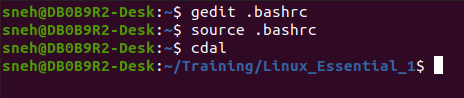 sneh@DB0B9R2-Desk:~$ gedit .bashrc
sneh@DB0B9R2-Desk:~$ source .bashrc
sneh@DB0B9R2-Desk:~$ cdal
sneh@DB0B9R2-Desk:~/Training/Linux_Essential_1$